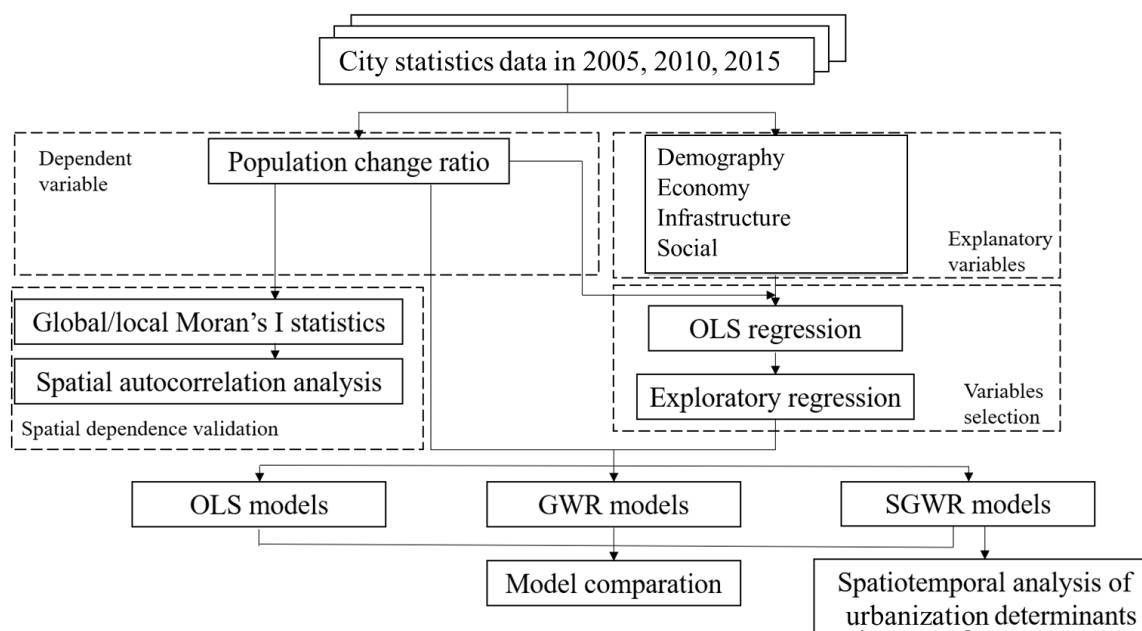 City statistics data in 2005, 2010, 2015
Dependent
variable
Population change ratio
Demography
Economy
Infrastructure
Social
Explanatory
variables
Global/local Moran's I statistics
Spatial autocorrelation analysis
Spatial dependence validation
OLS regression
Exploratory regression
Variables
selection
OLS models
GWR models
SGWR models
Model comparation
Spatiotemporal analysis of
urbanization determinants